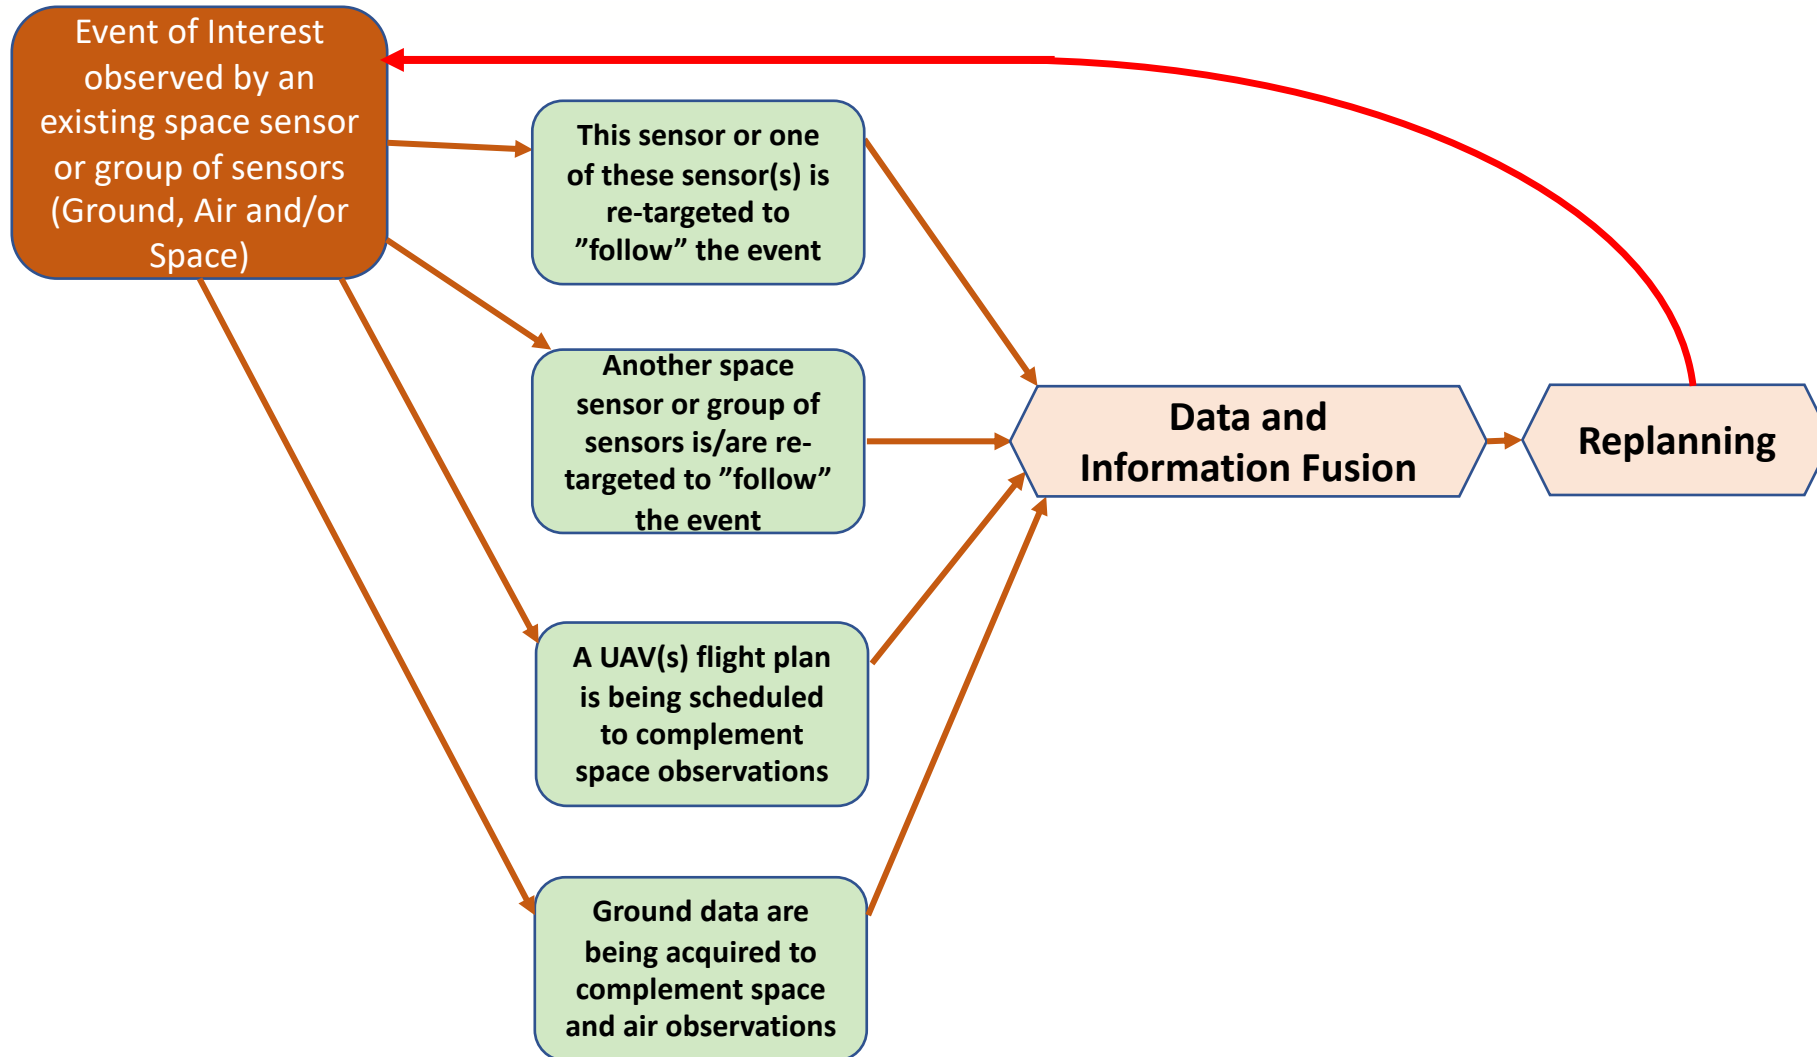 Event of Interest
observed by an
existing space sensor
or group of sensors
(Ground, Air and/or
Space)
This sensor or one
of these sensor(s) is
re-targeted to
”follow” the event
Another space
sensor or group of
sensors is/are re-
targeted to ”follow”
the event
A UAV(s) flight plan
is being scheduled
to complement
space observations
Ground data are
being acquired to
complement space
and air observations
Data and
Information Fusion
Replanning